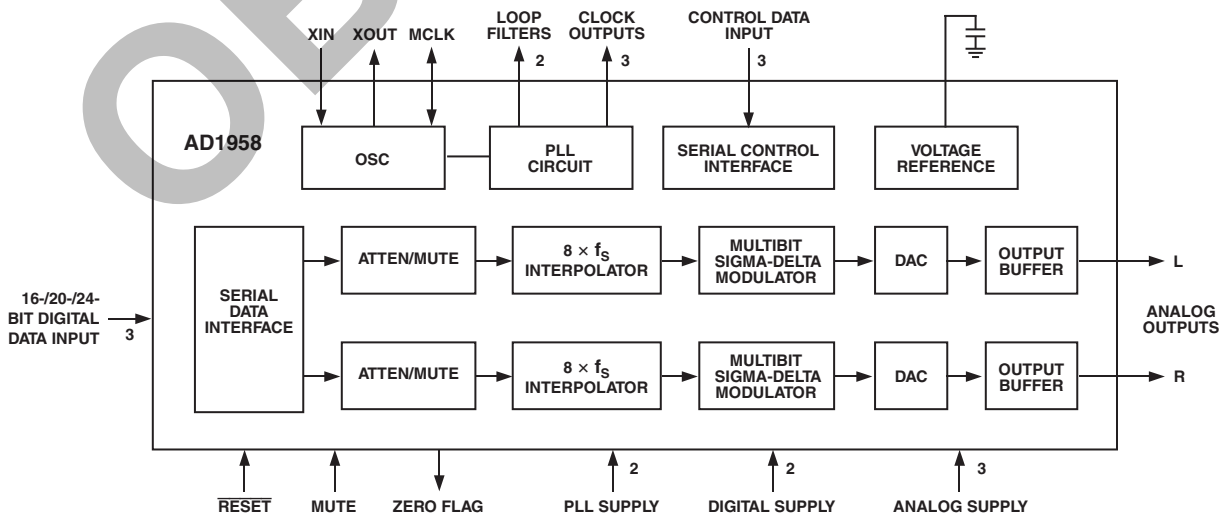 XIN XOUT MCLK
LOOP
FILTERS
2
CLOCK
OUTPUTS
3
CONTROL DATA
INPUT
3
AD1958
OSC
PLL
CIRCUIT
SERIAL CONTROL
INTERFACE
VOLTAGE
REFERENCE
16-/20-/24-
BIT DIGITAL
DATA INPUT
3
SERIAL
DATA
INTERFACE
ATTEN/MUTE
8 × fS
INTERPOLATOR
MULTIBIT
SIGMA-DELTA
MODULATOR
DAC
OUTPUT
BUFFER
L
ANALOG
OUTPUTS
ATTEN/MUTE
8 × fS
INTERPOLATOR
MULTIBIT
SIGMA-DELTA
MODULATOR
DAC
OUTPUT
BUFFER
R
RESET
MUTE
ZERO FLAG
2
PLL SUPPLY
2
DIGITAL SUPPLY
3
ANALOG SUPPLY